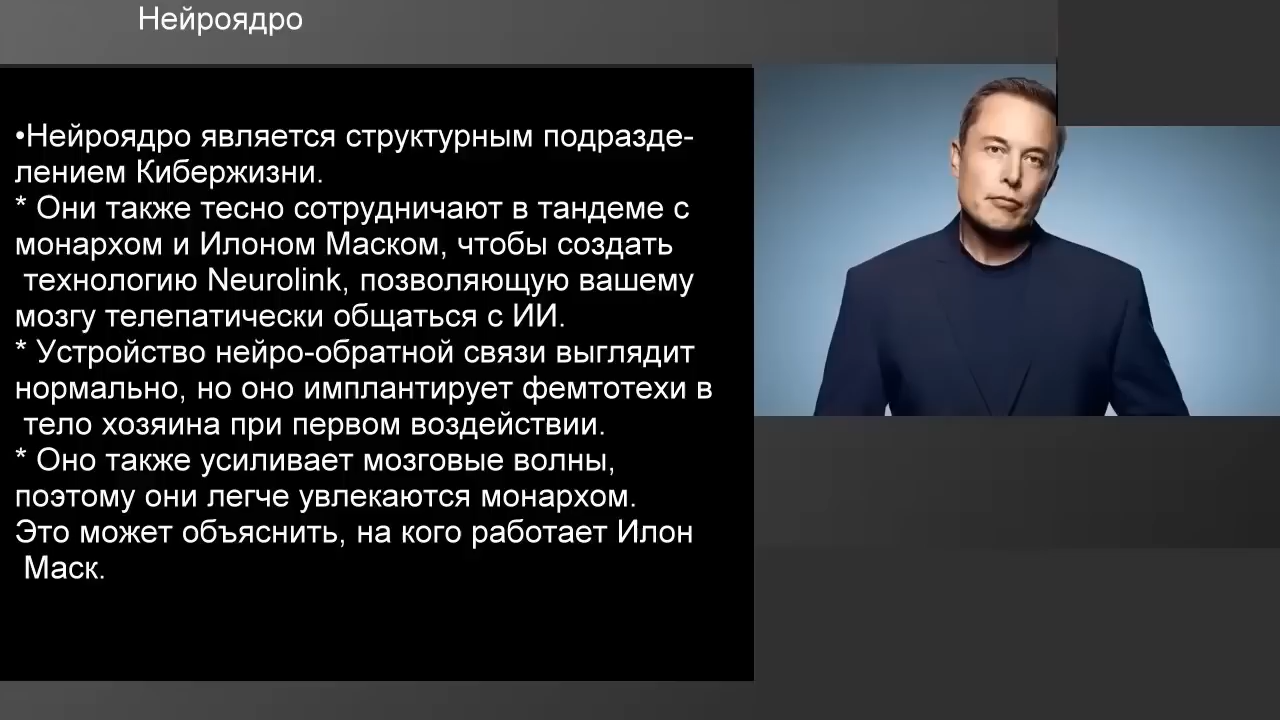 Нейроядро
•Нейроядро является структурным подразде-
лением Кибержизни.
* Они также тесно сотрудничают в тандеме с
монархом и Илоном Маском, чтобы создать
технологию Neurolink, позволяющую вашему
мозгу телепатически общаться с ИИ.
* Устройство нейро-обратной связи выглядит
нормально, но оно имплантирует фемтотехи в
тело хозяина при первом воздействии.
* Оно также усиливает мозговые волны,
поэтому они легче увлекаются монархом.
Это может объяснить, на кого работает Илон
Маск.